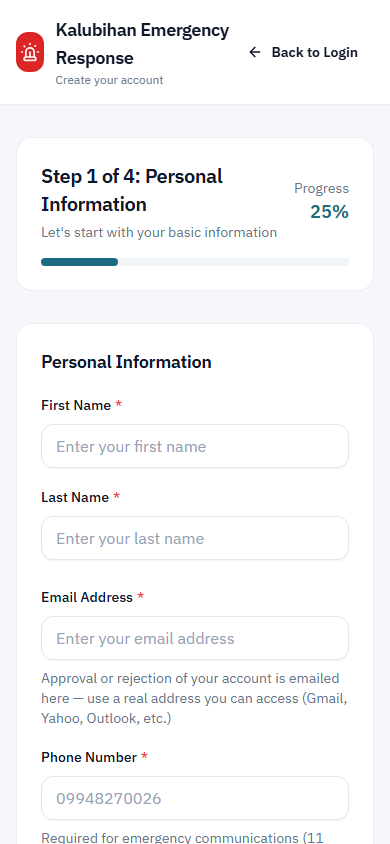 Kalubihan Emergency
Response
Create your account
Back to Login
Step 1 of 4: Personal
Information
Let's start with your basic information
Progress
25%
Personal Information
First Name *
Enter your first name
Last Name *
Enter your last name
Email Address *
Enter your email address
Approval or rejection of your account is emailed
here — use a real address you can access (Gmail,
Yahoo, Outlook, etc.)
Phone Number *
09948270026
Required for emergency communications (11